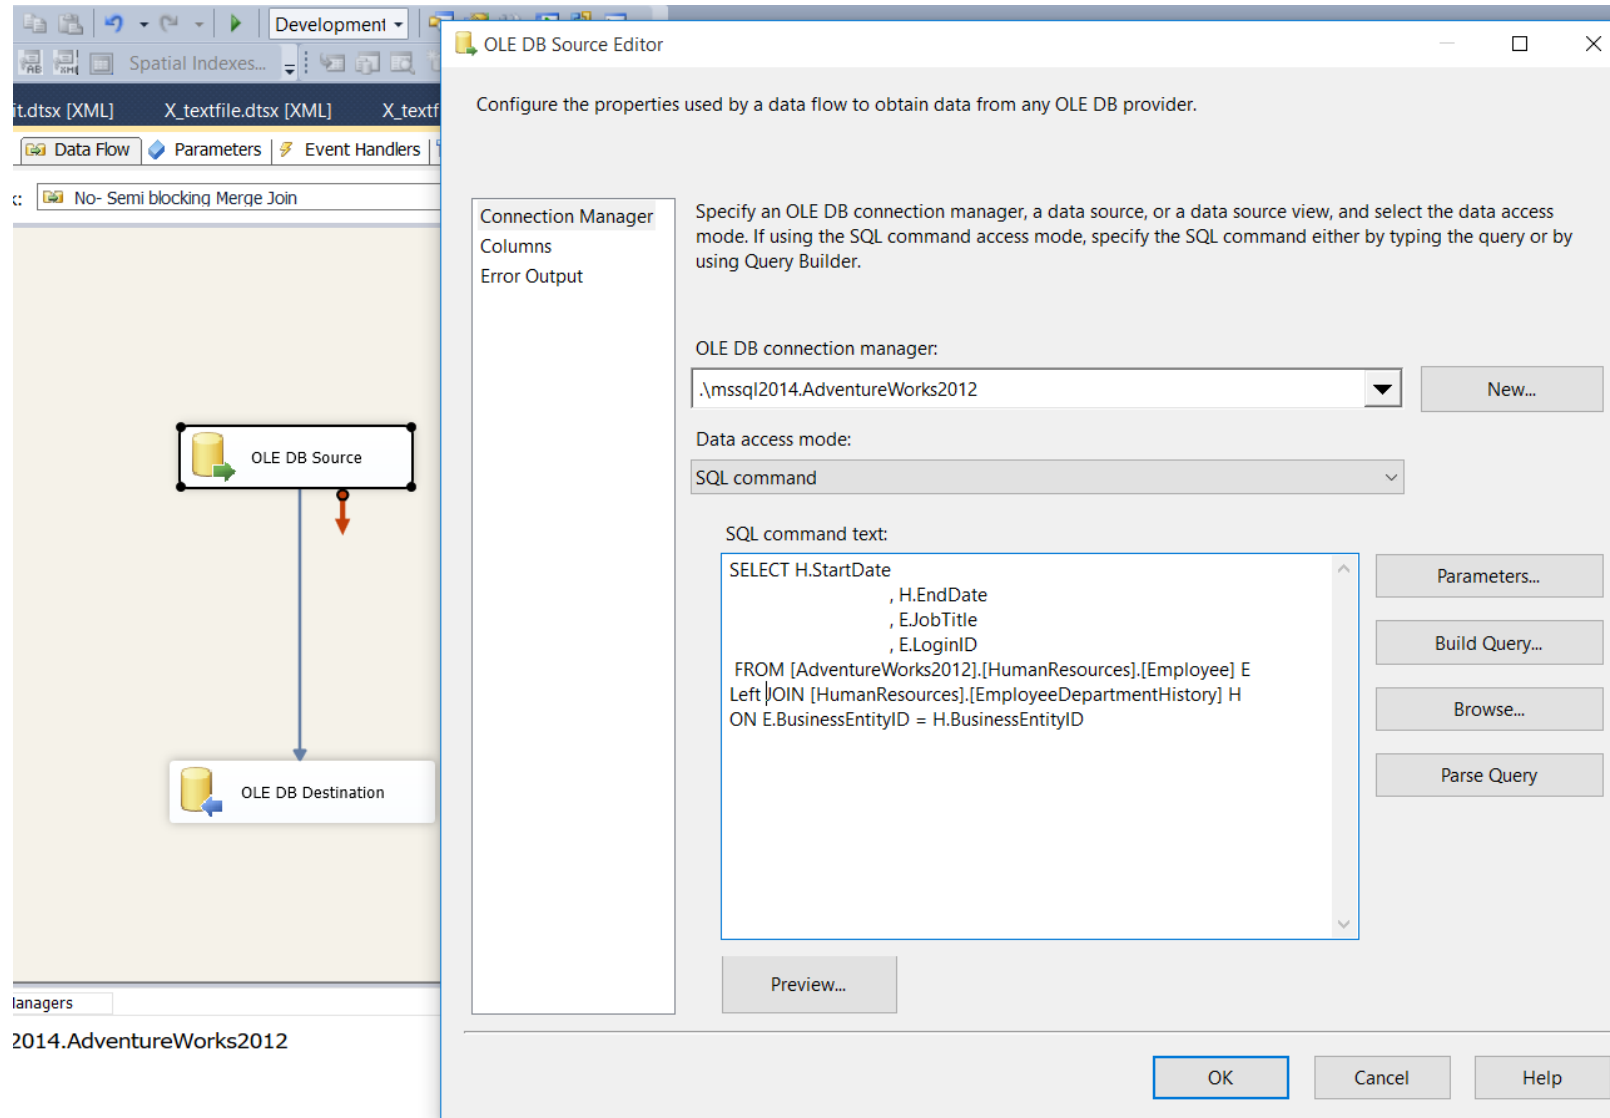 Development
Spatial Indexes...
it.dtsx [XML] X_textfile.dtsx [XML] X_textf
Data Flow Parameters Event Handlers
k: No- Semi blocking Merge Join
OLE DB Source
OLE DB Destination
Managers
2014.AdventureWorks2012
OLE DB Source Editor
Configure the properties used by a data flow to obtain data from any OLE DB provider.
Connection Manager
Columns
Error Output
Specify an OLE DB connection manager, a data source, or a data source view, and select the data access
mode. If using the SQL command access mode, specify the SQL command either by typing the query or by
using Query Builder.
OLE DB connection manager:
.\mssql2014.AdventureWorks2012
New...
Data access mode:
SQL command
SQL command text:
SELECT H.StartDate
, H.EndDate
, E.JobTitle
, E.LoginID
FROM [AdventureWorks2012].[HumanResources].[Employee] E
Left JOIN [HumanResources].[EmployeeDepartmentHistory] H
ON E.BusinessEntityID = H.BusinessEntityID
Parameters...
Build Query...
Browse...
Parse Query
Preview...
OK Cancel Help